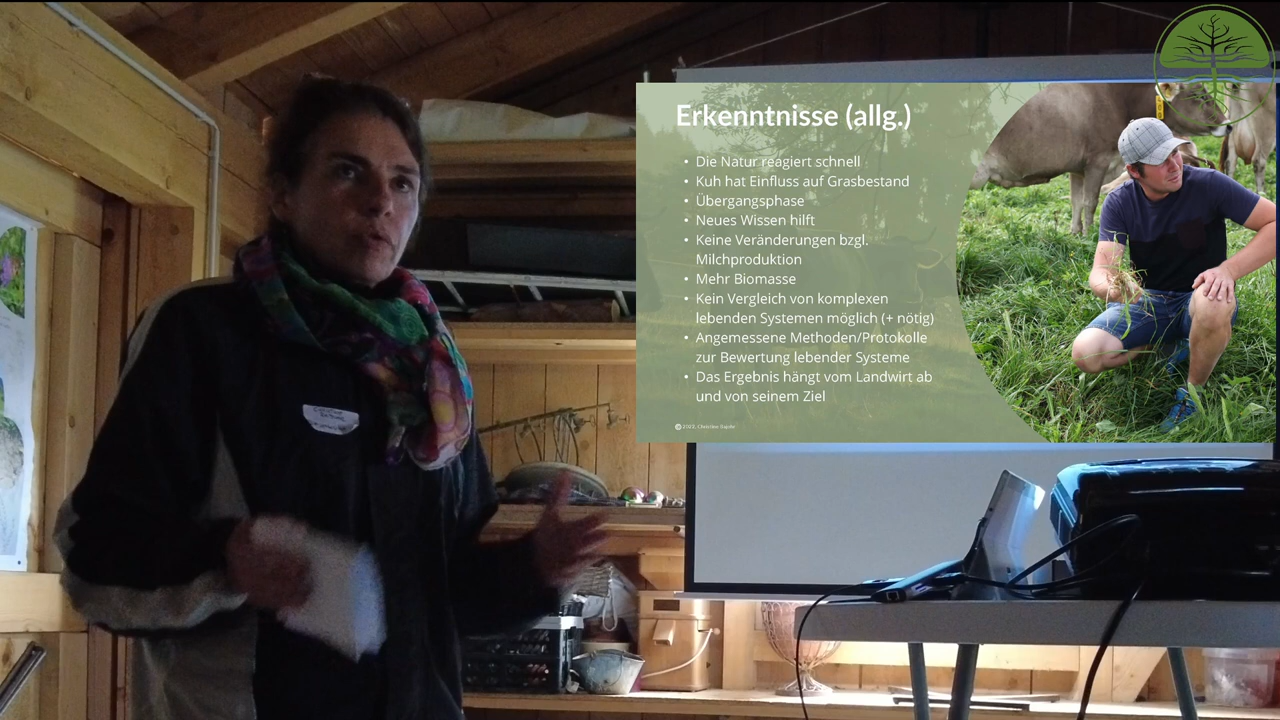 Erkenntnisse (allg.)
• Die Natur reagiert schnell
• Kuh hat Einfluss auf Grasbestand
• Übergangsphase
• Neues Wissen hilft
• Keine Veränderungen bzgl.
Milchproduktion
• Mehr Biomasse
• Kein Vergleich von komplexen
lebenden Systemen möglich (+ nötig)
• Angemessene Methoden/Protokolle
zur Bewertung lebender Systeme
• Das Ergebnis hängt vom Landwirt ab
und von seinem Ziel
2022, Christine